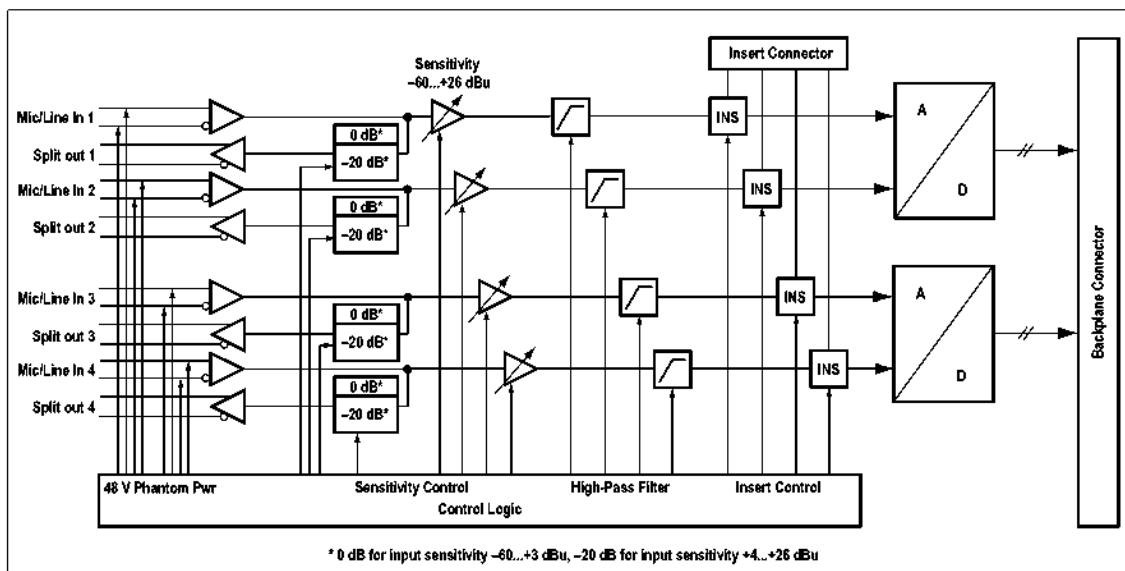 Insert Connector
Sensitivity
–60...+26 dBu
Mic/Line In 1
INS
A
D
0 dB*
–20 dB*
Split out 1
Mic/Line In 2
INS
0 dB*
–20 dB*
Split out 2
Mic/Line In 3
INS
A
D
0 dB*
–20 dB*
Split out 3
Mic/Line In 4
INS
0 dB*
–20 dB*
Split out 4
Backplane Connector
48 V Phantom Pwr
Sensitivity Control
High-Pass Filter
Insert Control
Control Logic
* 0 dB for input sensitivity –60...+3 dBu, –20 dB for input sensitivity +4...+26 dBu